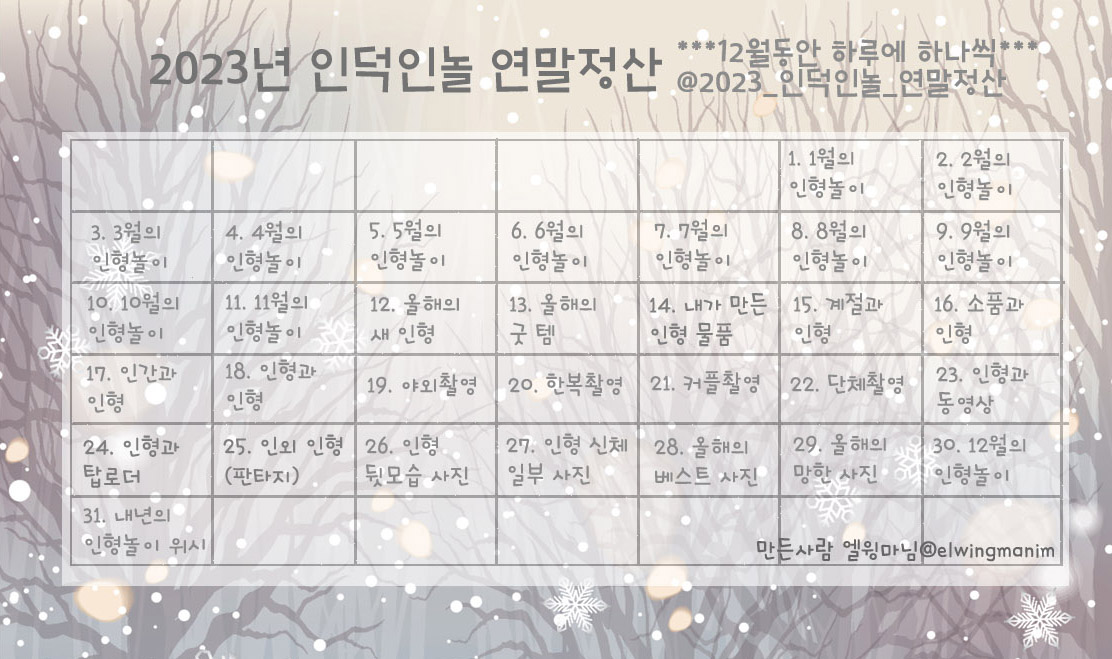 2023년 인덕인놀 연말정산
***12월동안 하루에 하나씩***
@2023_인덕인놀_연말정산
1. 1월의
인형놀이
2. 2월의
인형놀이
3. 3월의
인형놀이
4. 4월의
인형놀이
5. 5월의
인형놀이
6. 6월의
인형놀이
7. 7월의
인형놀이
8. 8월의
인형놀이
9. 9월의
인형놀이
10. 10월의
인형놀이
11. 11월의
인형놀이
12. 올해의
새 인형
13. 올해의
굿 템
14. 내가 만든
인형 물품
15. 계절과
인형
16. 소품과
인형
17. 인간과
인형
18. 인형과
인형
19. 야외촬영
20. 한복촬영
21. 커플촬영
22. 단체촬영
23. 인형과
동영상
24. 인형과
탑로더
25. 인외 인형
(판타지)
26. 인형
뒷모습 사진
27. 인형 신체
일부 사진
28. 올해의
베스트 사진
29. 올해의
망한 사진
30. 12월의
인형놀이
31. 내년의
인형놀이 위시
만든사람 엘윙마님@elwingmanim